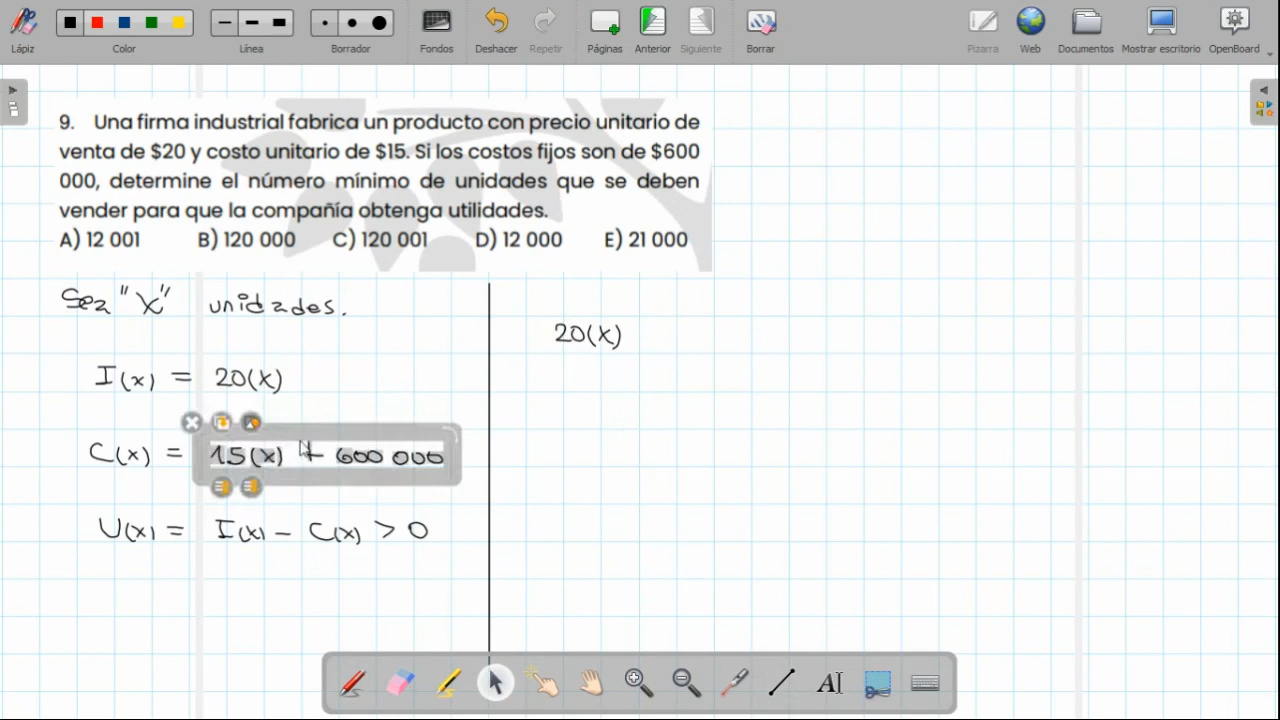 Lápiz Color Línea Borrador Fondos Deshacer Repetir Páginas Anterior Siguiente Borrar Pizarra Web Documentos Mostrar escritorio OpenBoard
9. Una firma industrial fabrica un producto con precio unitario de
venta de $20 y costo unitario de $15. Si los costos fijos son de $600
000, determine el número mínimo de unidades que se deben
vender para que la compañía obtenga utilidades.
A) 12 001 B) 120 000 C) 120 001 D) 12 000 E) 21 000
Sea "X" unidades.
I(x) = 20(x)
C(x) = 15(x) + 600 000
U(x) = I(x) - C(x) > 0
20(x)